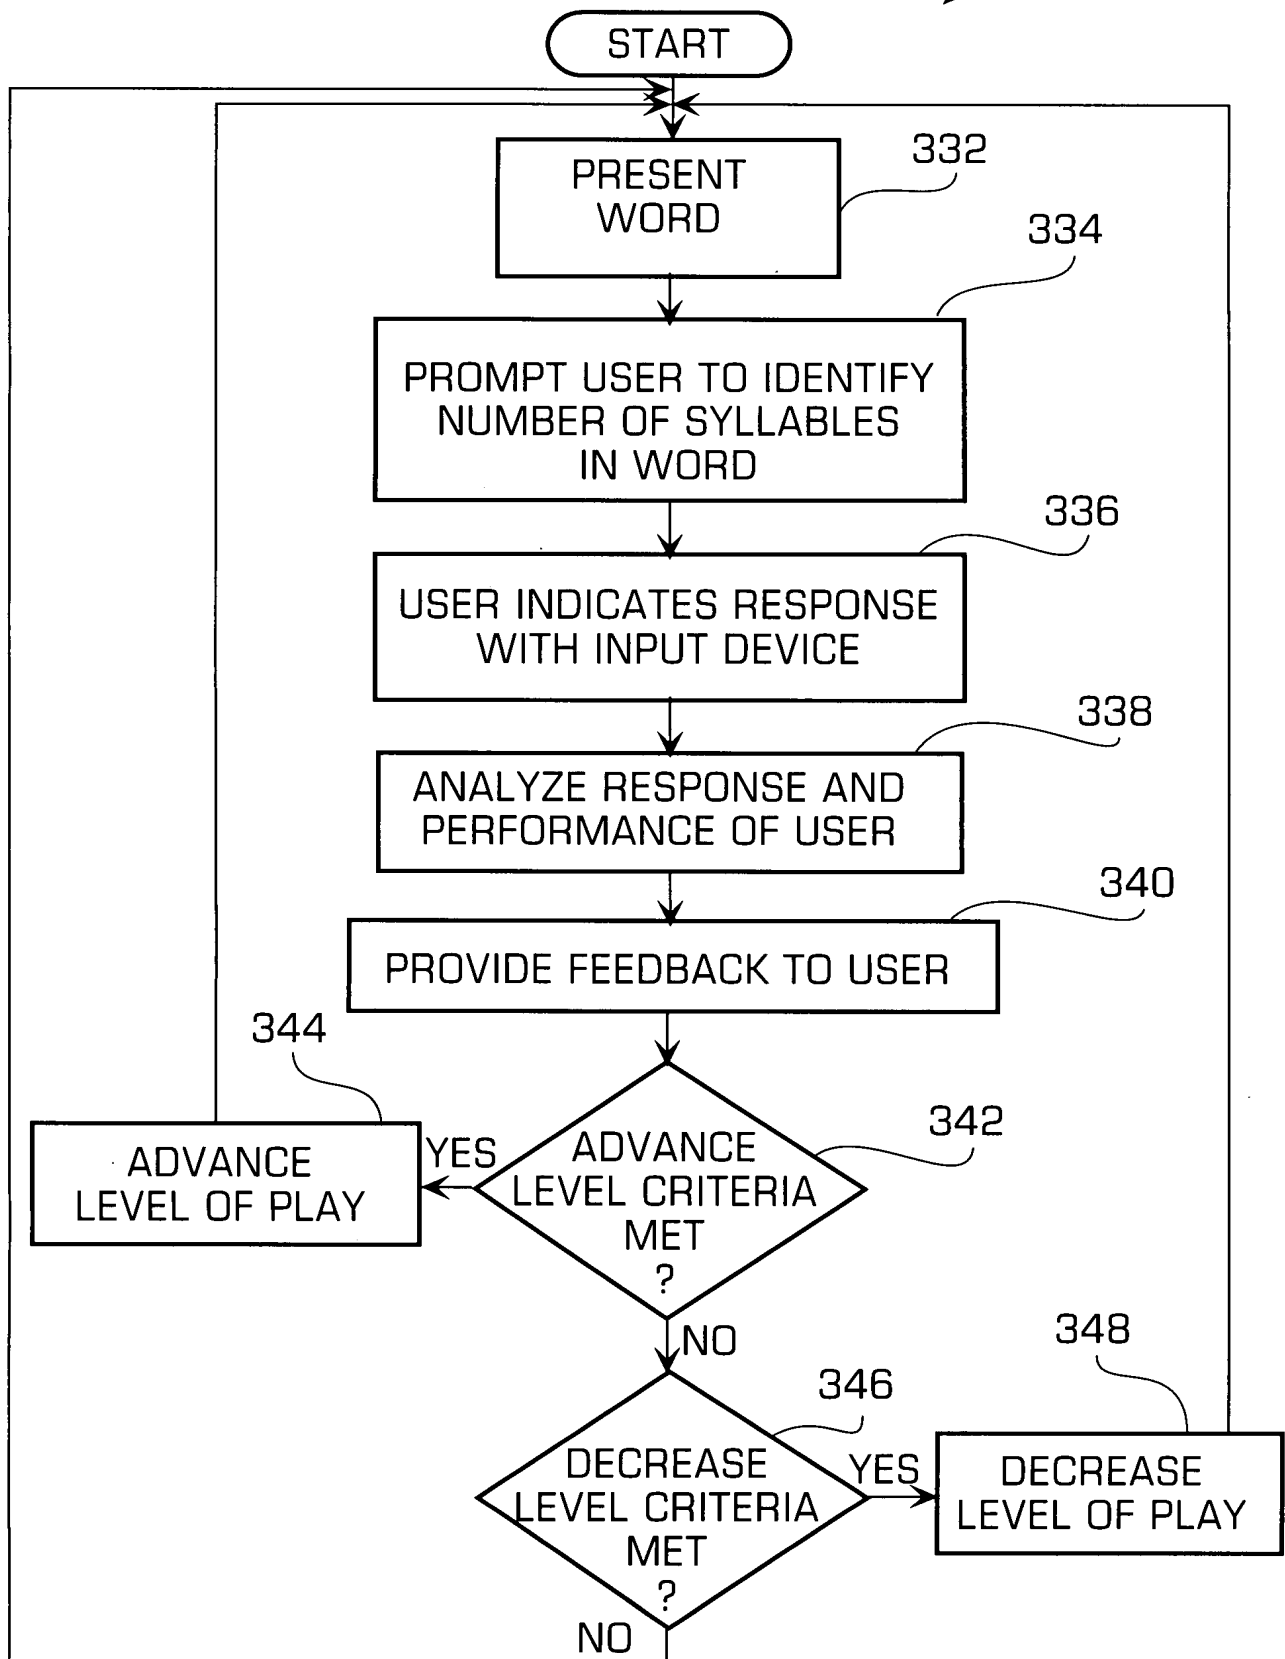 START
332
PRESENT
WORD
334
PROMPT USER TO IDENTIFY
NUMBER OF SYLLABLES
IN WORD
336
USER INDICATES RESPONSE
WITH INPUT DEVICE
338
ANALYZE RESPONSE AND
PERFORMANCE OF USER
340
PROVIDE FEEDBACK TO USER
344
ADVANCE
LEVEL OF PLAY
YES
342
ADVANCE
LEVEL CRITERIA
MET
?
NO
346
DECREASE
LEVEL CRITERIA
MET
?
YES
348
DECREASE
LEVEL OF PLAY
NO